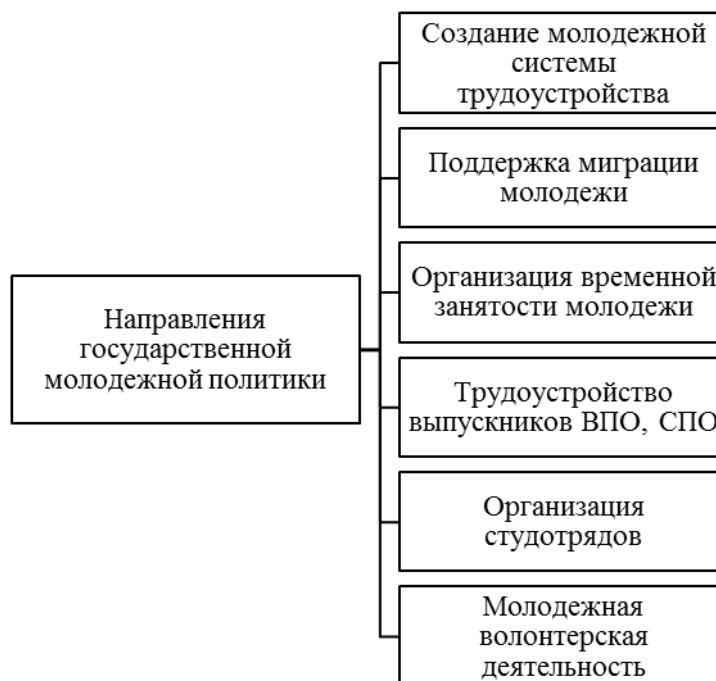 Направления
государственной
молодежной политики
Создание молодежной
системы
трудоустройства
Поддержка миграции
молодежи
Организация временной
занятости молодежи
Трудоустройство
выпускников ВПО, СПО
Организация
студотрядов
Молодежная
волонтерская
деятельность